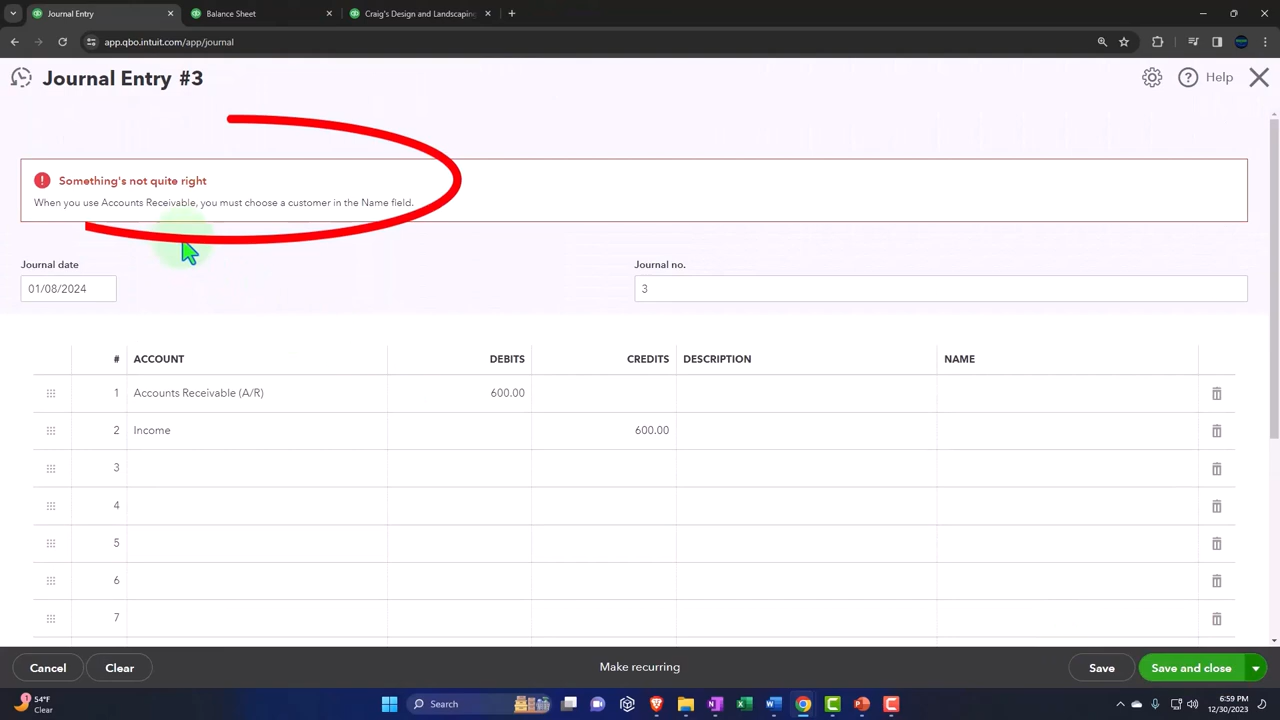 Journal Entry
Balance Sheet
Craig's Design and Landscaping
app.qbo.intuit.com/app/journal
Journal Entry #3
? Help
! Something's not quite right
When you use Accounts Receivable, you must choose a customer in the Name field.
Journal date
Journal no.
01/08/2024
3
# ACCOUNT DEBITS CREDITS DESCRIPTION NAME
1 Accounts Receivable (A/R) 600.00
2 Income 600.00
3
4
5
6
7
Cancel Clear Make recurring Save Save and close
1
54°F
Clear
Search
6:59 PM
12/30/2023